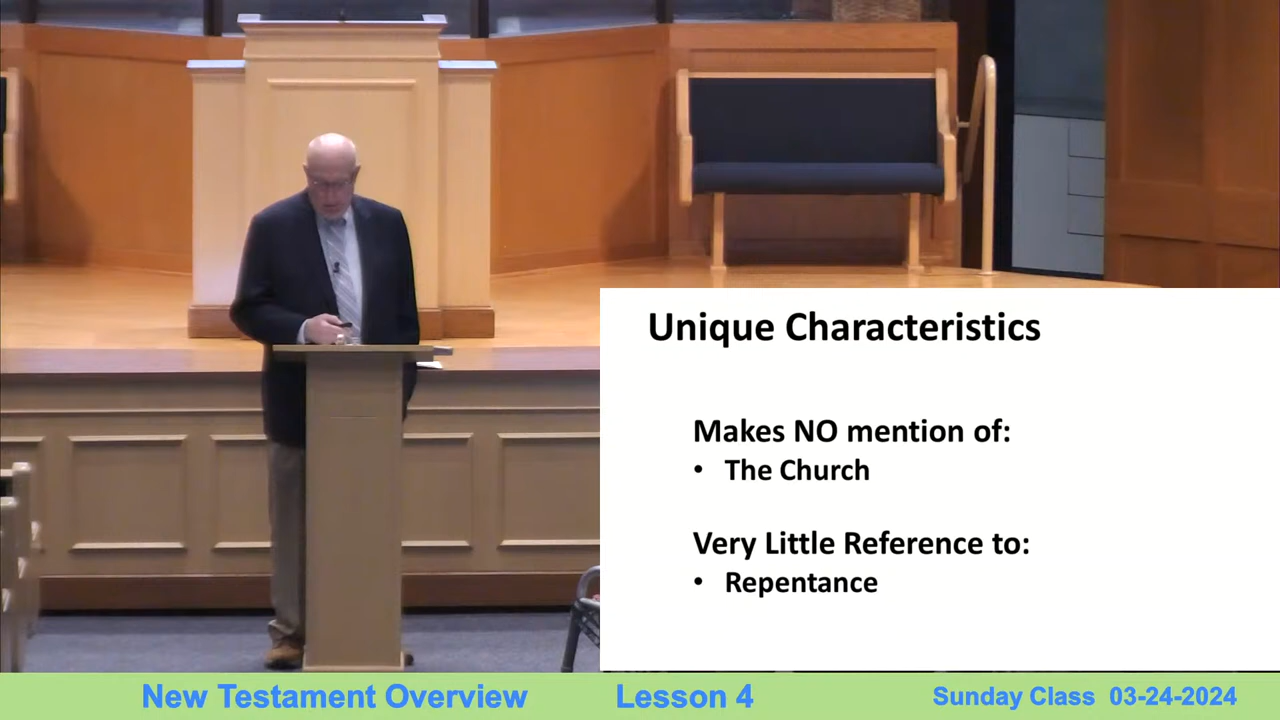 Unique Characteristics
Makes NO mention of:
• The Church
Very Little Reference to:
• Repentance
New Testament Overview Lesson 4 Sunday Class 03-24-2024